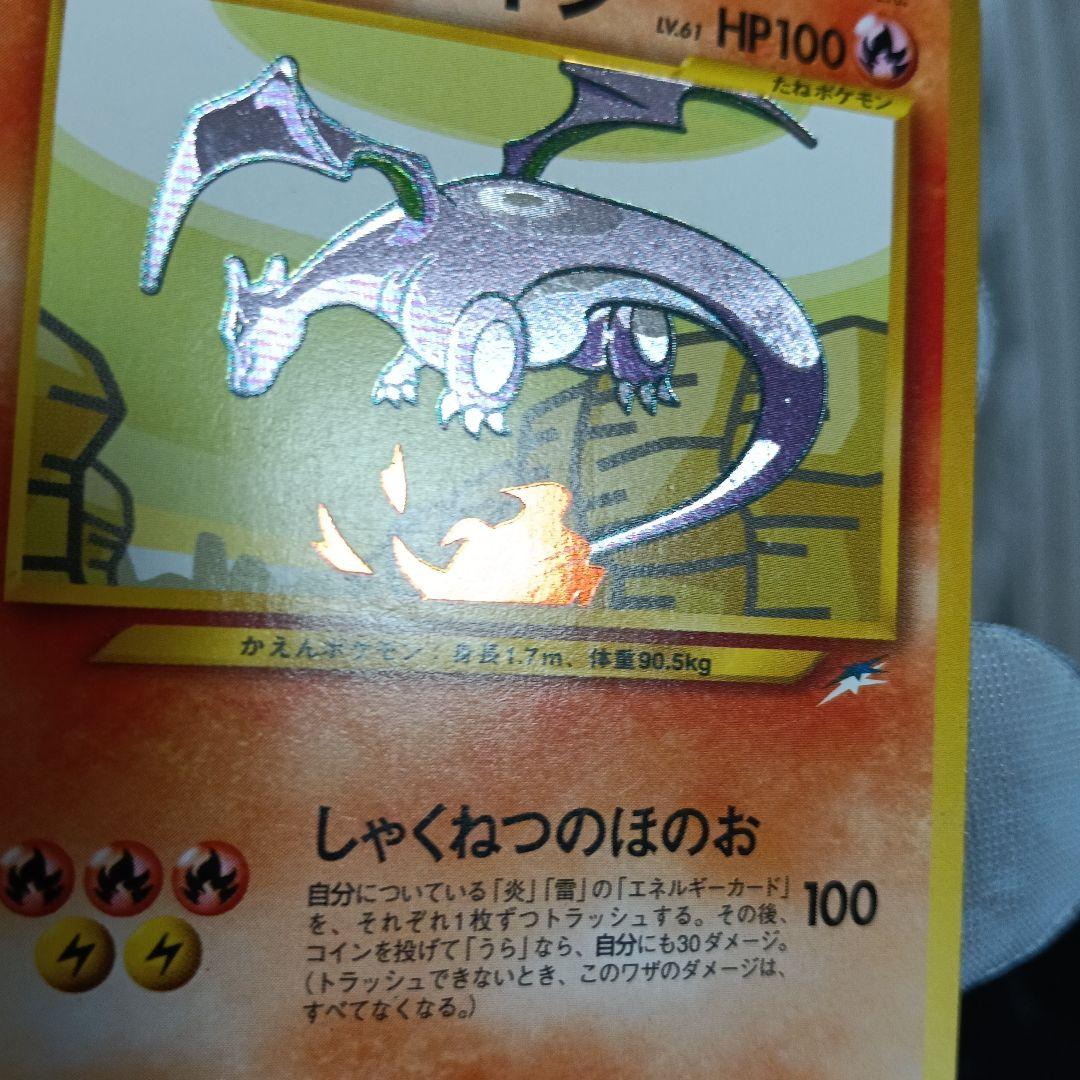 LV.61 HP100
たねポケモン
かえんポケモン：身長1.7m、体重90.5kg
しゃくねつのほのお
自分についている「炎」「雷」の「エネルギーカード」
を、それぞれ1枚ずつトラッシュする。その後、
コインを投げて「うら」なら、自分にも30ダメージ。
（トラッシュできないとき、このワザのダメージは、
すべてなくなる。）
100